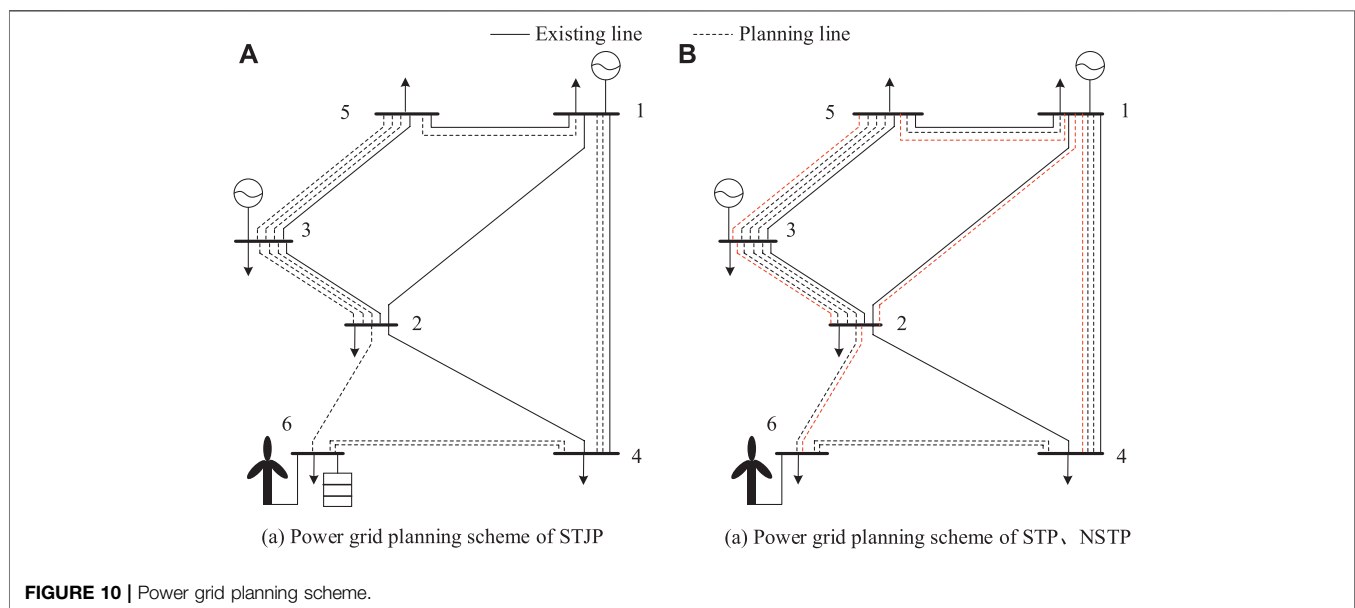 A
Existing line
Planning line
B
5
1
3
2
6
4
(a) Power grid planning scheme of STJP
5
1
3
2
6
4
(a) Power grid planning scheme of STP、NSTP
FIGURE 10 | Power grid planning scheme.